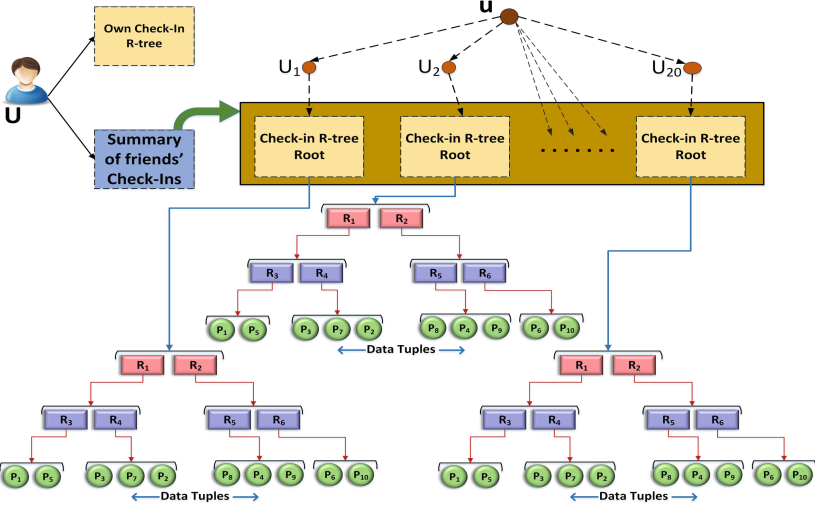 u
Own Check-In
R-tree
U₁
U₂
U₂₀
U
Summary
of friends'
Check-Ins
Check-in R-tree
Root
Check-in R-tree
Root
.......
Check-in R-tree
Root
R₁ R₂
R₃ R₄ R₅ R₆
P₁ P₅ P₃ P₇ P₂ P₈ P₄ P₉ P₆ P₁₀
Data Tuples
R₁ R₂
R₃ R₄ R₅ R₆
P₁ P₅ P₃ P₇ P₂ P₈ P₄ P₉ P₆ P₁₀
Data Tuples
R₁ R₂
R₃ R₄ R₅ R₆
P₁ P₅ P₃ P₇ P₂ P₈ P₄ P₉ P₆ P₁₀
Data Tuples